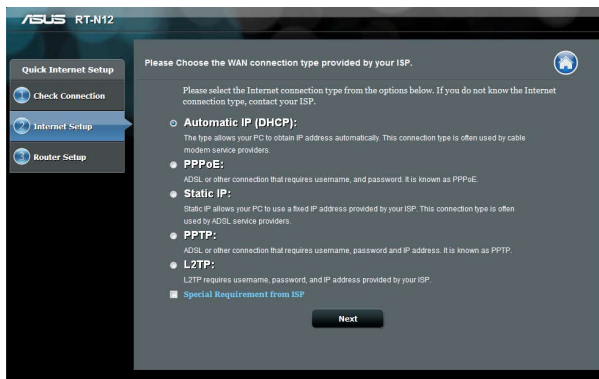 ASUS RT-N12
Quick Internet Setup
1 Check Connection
2 Internet Setup
3 Router Setup
Please Choose the WAN connection type provided by your ISP.
Please select the Internet connection type from the options below. If you do not know the Internet
connection type, contact your ISP.
Automatic IP (DHCP):
The type allows your PC to obtain IP address automatically. This connection type is often used by cable
modem service providers.
PPPoE:
ADSL or other connection that requires username, and password. It is known as PPPoE.
Static IP:
Static IP allows your PC to use a fixed IP address provided by your ISP. This connection type is often
used by ADSL service providers.
PPTP:
ADSL or other connection that requires username, password and IP address. It is known as PPTP.
L2TP:
L2TP requires username, password, and IP address provided by your ISP.
Special Requirement from ISP
Next